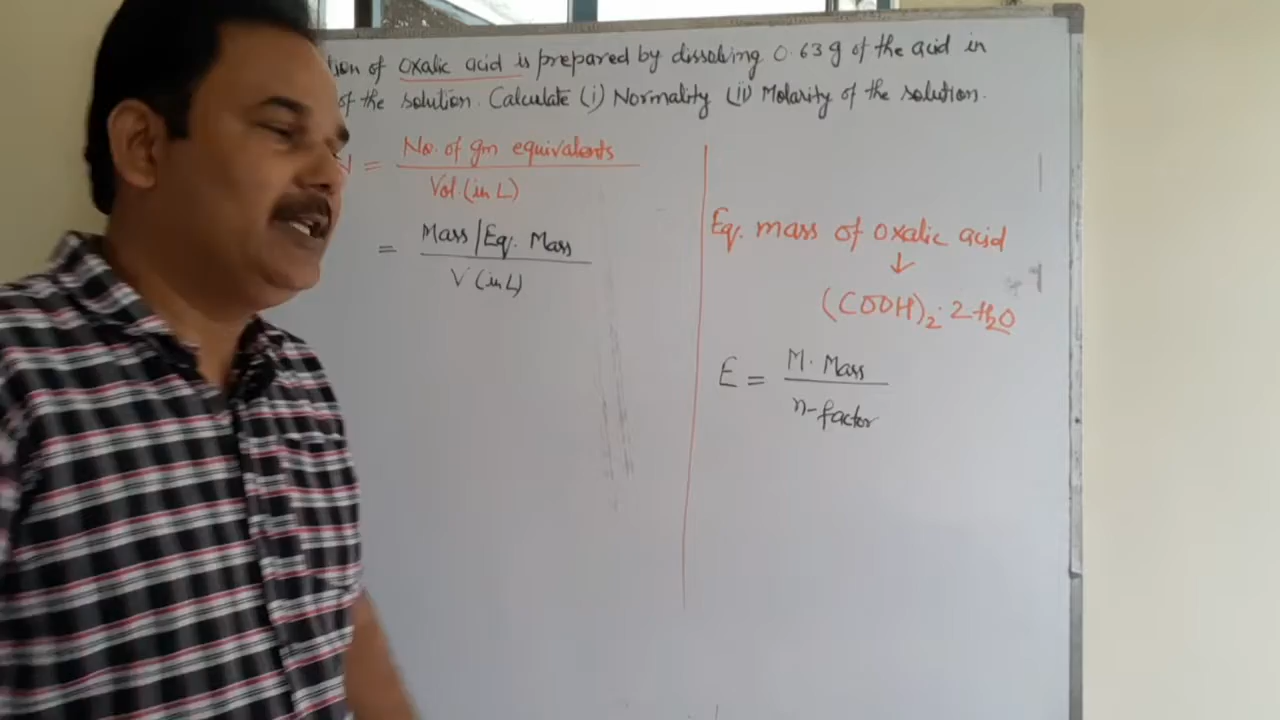 tion of oxalic acid is prepared by dissolving 0.63 g of the acid in
of the solution. Calculate (i) Normality (ii) Molarity of the solution.
N = No. of gm equivalents
Vol. (in L)
= Mass/Eq. Mass
V (in L)
Eq. mass of oxalic acid
↓
(COOH)₂·2H₂O
E = M. Mass
n-factor